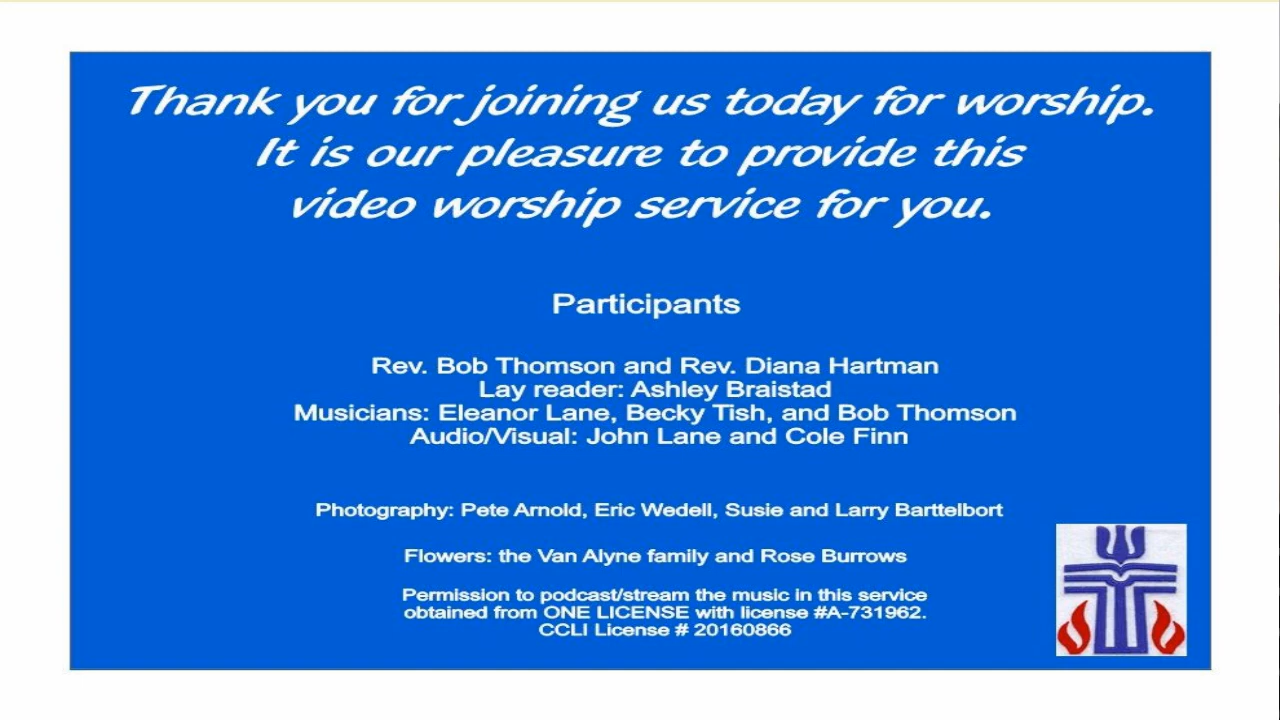 Thank you for joining us today for worship.
It is our pleasure to provide this
video worship service for you.
Participants
Rev. Bob Thomson and Rev. Diana Hartman
Lay reader: Ashley Braistad
Musicians: Eleanor Lane, Becky Tish, and Bob Thomson
Audio/Visual: John Lane and Cole Finn
Photography: Pete Arnold, Eric Wedell, Susie and Larry Barttelbort
Flowers: the Van Alyne family and Rose Burrows
Permission to podcast/stream the music in this service
obtained from ONE LICENSE with license #A-731962.
CCLI License # 20160866